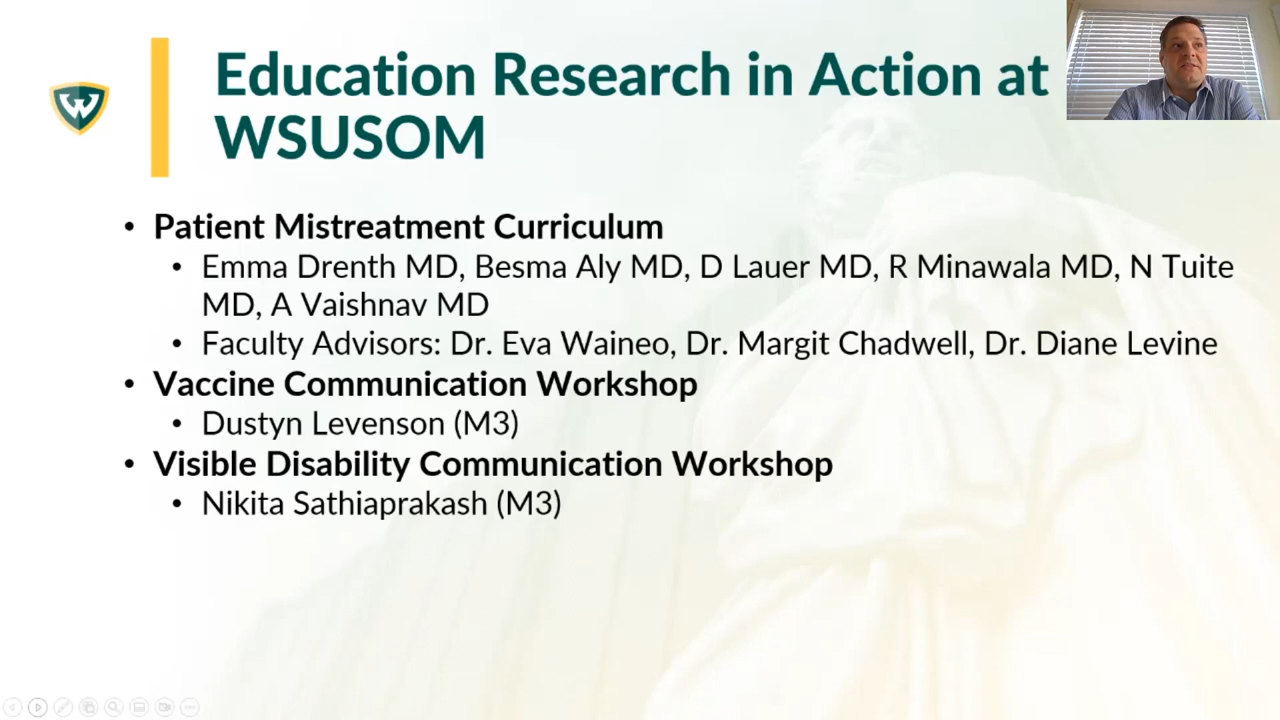 Education Research in Action at
WSUSOM
• Patient Mistreatment Curriculum
• Emma Drenth MD, Besma Aly MD, D Lauer MD, R Minawala MD, N Tuite
MD, A Vaishnav MD
• Faculty Advisors: Dr. Eva Waineo, Dr. Margit Chadwell, Dr. Diane Levine
• Vaccine Communication Workshop
• Dustyn Levenson (M3)
• Visible Disability Communication Workshop
• Nikita Sathiaprakash (M3)